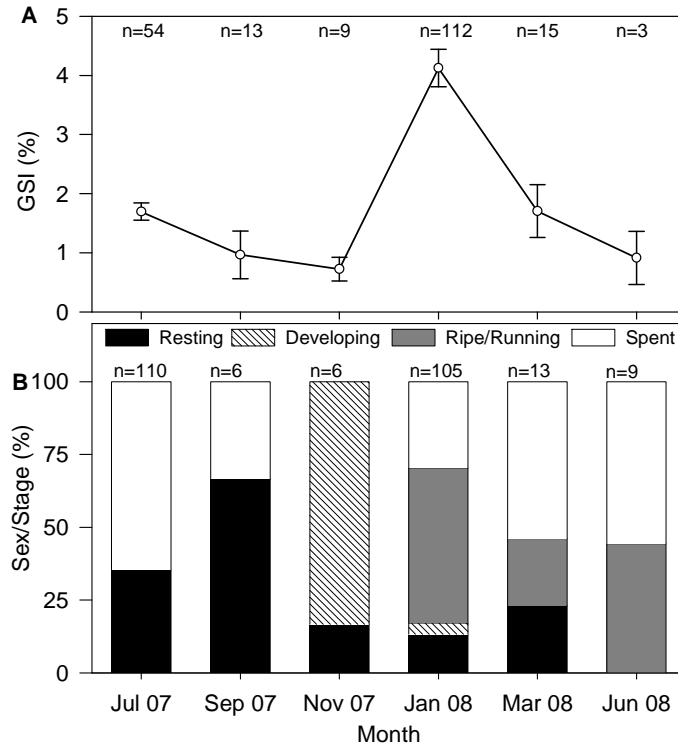 A
n=54 n=13 n=9 n=112 n=15 n=3
5
4
3
2
1
0
GSI (%)
Resting Developing Ripe/Running Spent
B
n=110 n=6 n=6 n=105 n=13 n=9
100
75
50
25
0
Sex/Stage (%)
Jul 07 Sep 07 Nov 07 Jan 08 Mar 08 Jun 08
Month